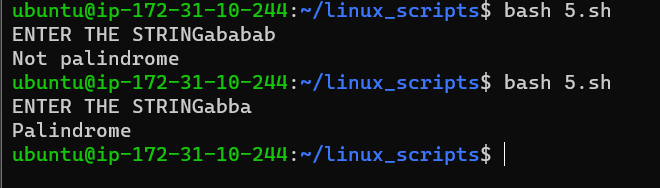 ubuntu@ip-172-31-10-244:~/linux_scripts$ bash 5.sh
ENTER THE STRINGababab
Not palindrome
ubuntu@ip-172-31-10-244:~/linux_scripts$ bash 5.sh
ENTER THE STRINGabba
Palindrome
ubuntu@ip-172-31-10-244:~/linux_scripts$